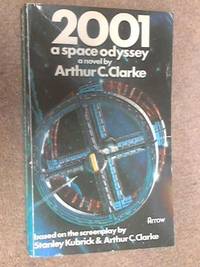 2001
a space odyssey
a novel by
Arthur C. Clarke
Arrow
based on the screenplay by
Stanley Kubrick & Arthur C. Clarke